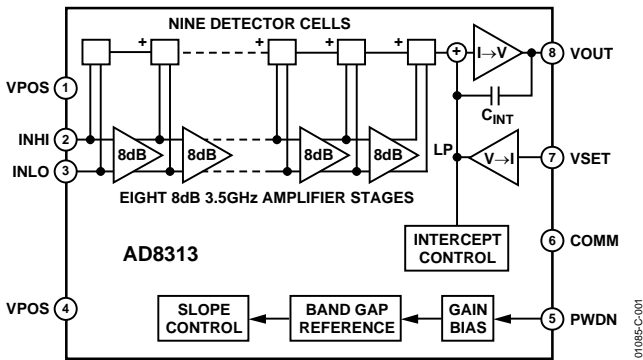 NINE DETECTOR CELLS
+ + + +
+ I→V 8 VOUT
CINT
VPOS 1
INHI 2
INLO 3
8dB 8dB 8dB 8dB
LP
V→I 7 VSET
EIGHT 8dB 3.5GHz AMPLIFIER STAGES
AD8313
INTERCEPT
CONTROL
6 COMM
VPOS 4
SLOPE
CONTROL
BAND GAP
REFERENCE
GAIN
BIAS
5 PWDN
01085-C-001